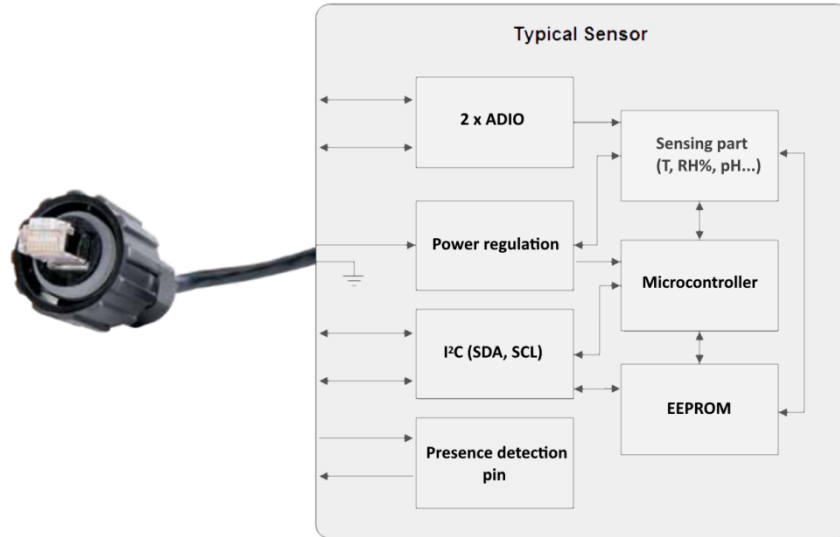 Typical Sensor
2 x ADIO
Sensing part
(T, RH%, pH...)
Power regulation
Microcontroller
I²C (SDA, SCL)
EEPROM
Presence detection
pin